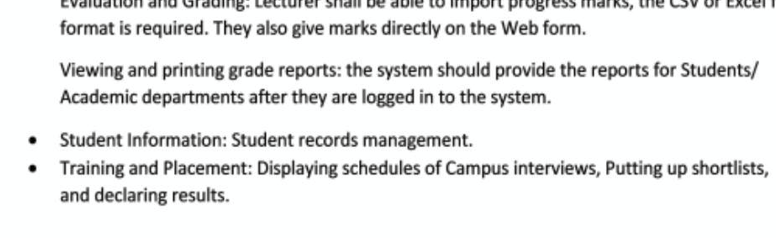 Evaluation and Grading: Lecturer shall be able to import progress marks, the CSV or Excel
format is required. They also give marks directly on the Web form.
Viewing and printing grade reports: the system should provide the reports for Students/
Academic departments after they are logged in to the system.
• Student Information: Student records management.
• Training and Placement: Displaying schedules of Campus interviews, Putting up shortlists,
and declaring results.